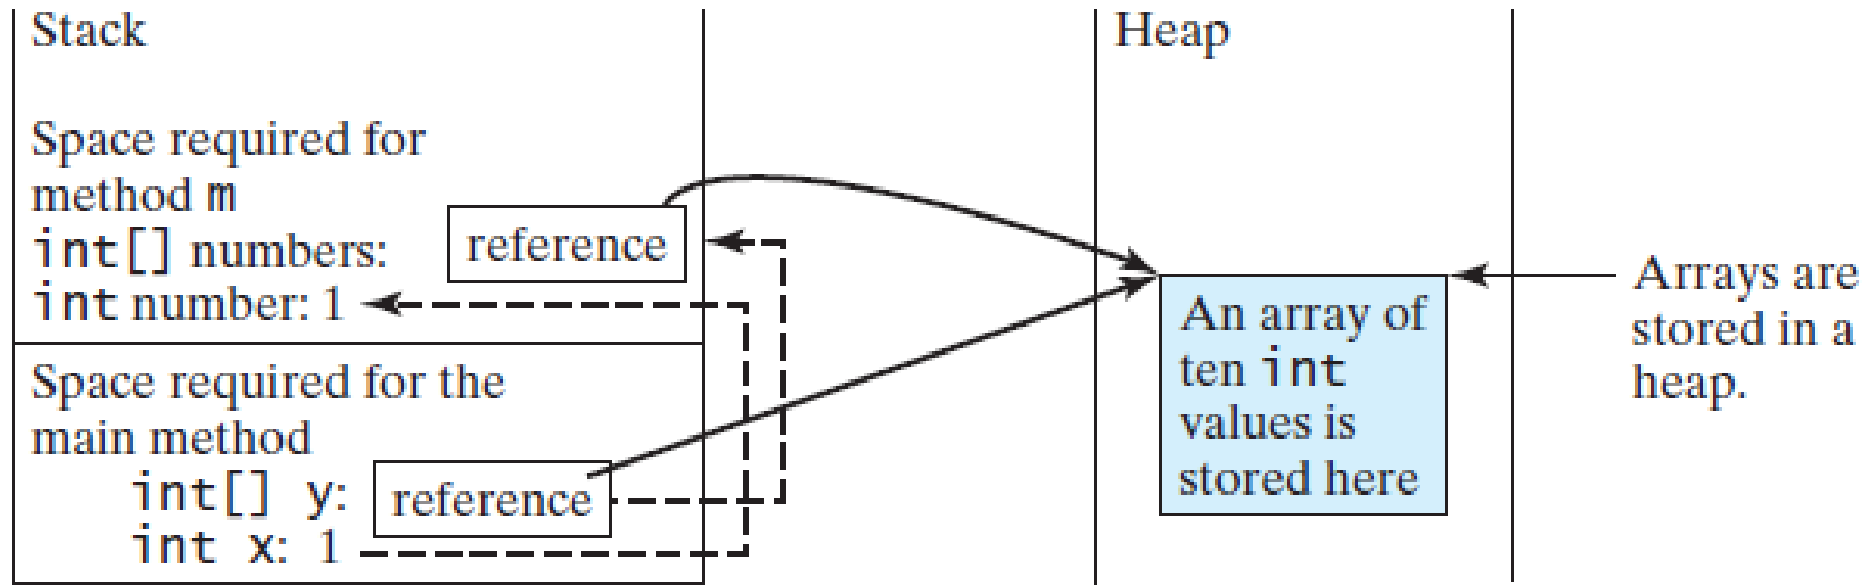 Stack
Space required for
method m
int[] numbers:
reference
int number: 1
Space required for the
main method
int[] y:
reference
int x: 1
Heap
An array of
ten int
values is
stored here
Arrays are
stored in a
heap.